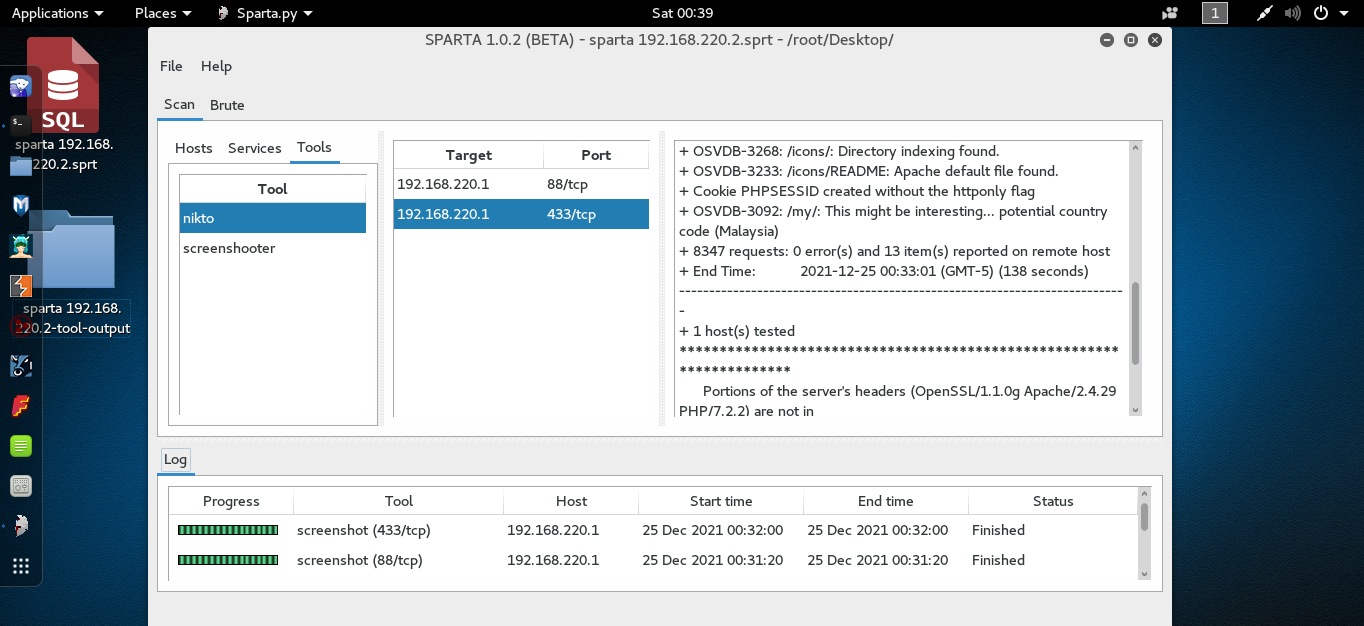 Applications Places Sparta.py Sat 00:39 1
SPARTA 1.0.2 (BETA) - sparta 192.168.220.2.sprt - /root/Desktop/
File Help
Scan Brute
SQL
sparta 192.168.
220.2.sprt
sparta 192.168.
220.2-tool-output
Hosts Services Tools
Tool
nikto
screenshooter
Target Port
192.168.220.1 88/tcp
192.168.220.1 433/tcp
+ OSVDB-3268: /icons/: Directory indexing found.
+ OSVDB-3233: /icons/README: Apache default file found.
+ Cookie PHPSESSID created without the httponly flag
+ OSVDB-3092: /my/: This might be interesting... potential country
code (Malaysia)
+ 8347 requests: 0 error(s) and 13 item(s) reported on remote host
+ End Time: 2021-12-25 00:33:01 (GMT-5) (138 seconds)
---------------------------------------------------------------------------
-
+ 1 host(s) tested
*******************************************************
**************
Portions of the server's headers (OpenSSL/1.1.0g Apache/2.4.29
PHP/7.2.2) are not in
Log
Progress Tool Host Start time End time Status
screenshot (433/tcp) 192.168.220.1 25 Dec 2021 00:32:00 25 Dec 2021 00:32:00 Finished
screenshot (88/tcp) 192.168.220.1 25 Dec 2021 00:31:20 25 Dec 2021 00:31:20 Finished